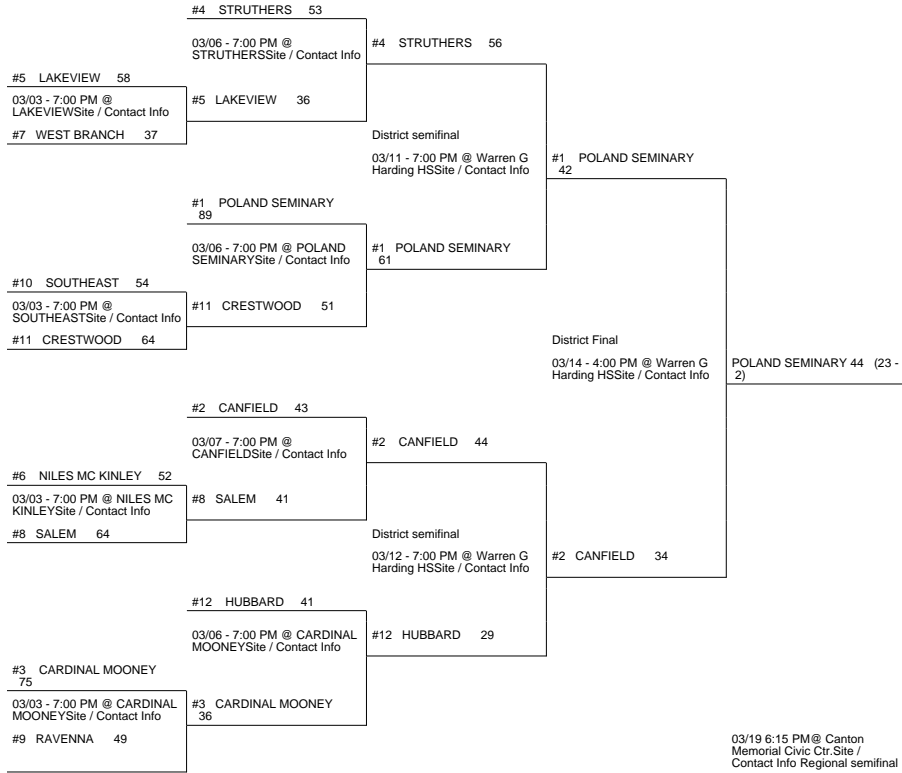 #4 STRUTHERS 53
03/06 - 7:00 PM @
STRUTHERSSite / Contact Info
#4 STRUTHERS 56
#5 LAKEVIEW 58
03/03 - 7:00 PM @
LAKEVIEWSite / Contact Info
#5 LAKEVIEW 36
#7 WEST BRANCH 37
District semifinal
03/11 - 7:00 PM @ Warren G
Harding HSSite / Contact Info
#1 POLAND SEMINARY
42
#1 POLAND SEMINARY
89
03/06 - 7:00 PM @ POLAND
SEMINARYSite / Contact Info
#1 POLAND SEMINARY
61
#10 SOUTHEAST 54
03/03 - 7:00 PM @
SOUTHEASTSite / Contact Info
#11 CRESTWOOD 51
#11 CRESTWOOD 64
District Final
03/14 - 4:00 PM @ Warren G
Harding HSSite / Contact Info
POLAND SEMINARY 44 (23 -
2)
#2 CANFIELD 43
03/07 - 7:00 PM @
CANFIELDSite / Contact Info
#2 CANFIELD 44
#6 NILES MC KINLEY 52
03/03 - 7:00 PM @ NILES MC
KINLEYSite / Contact Info
#8 SALEM 41
#8 SALEM 64
District semifinal
03/12 - 7:00 PM @ Warren G
Harding HSSite / Contact Info
#2 CANFIELD 34
#12 HUBBARD 41
03/06 - 7:00 PM @ CARDINAL
MOONEYSite / Contact Info
#12 HUBBARD 29
#3 CARDINAL MOONEY
75
03/03 - 7:00 PM @ CARDINAL
MOONEYSite / Contact Info
#3 CARDINAL MOONEY
36
#9 RAVENNA 49
03/19 6:15 PM@ Canton
Memorial Civic Ctr.Site /
Contact Info Regional semifinal